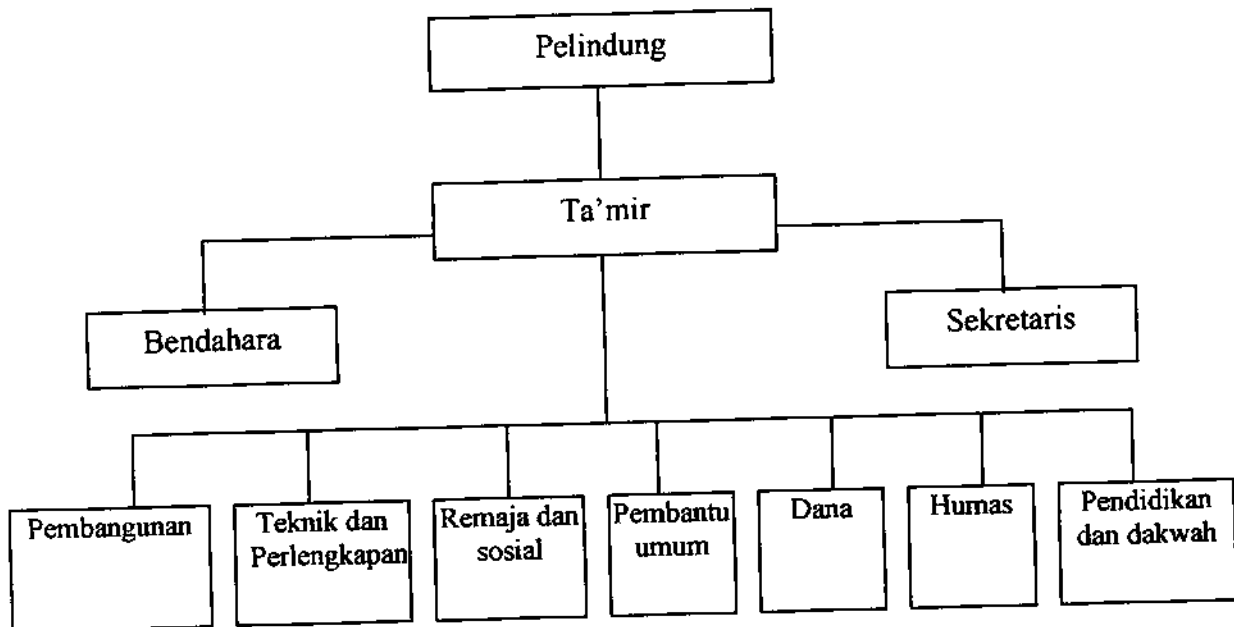 Pelindung
Ta'mir
Bendahara
Sekretaris
Pembangunan
Teknik dan
Perlengkapan
Remaja dan
sosial
Pembantu
umum
Dana
Humas
Pendidikan
dan dakwah